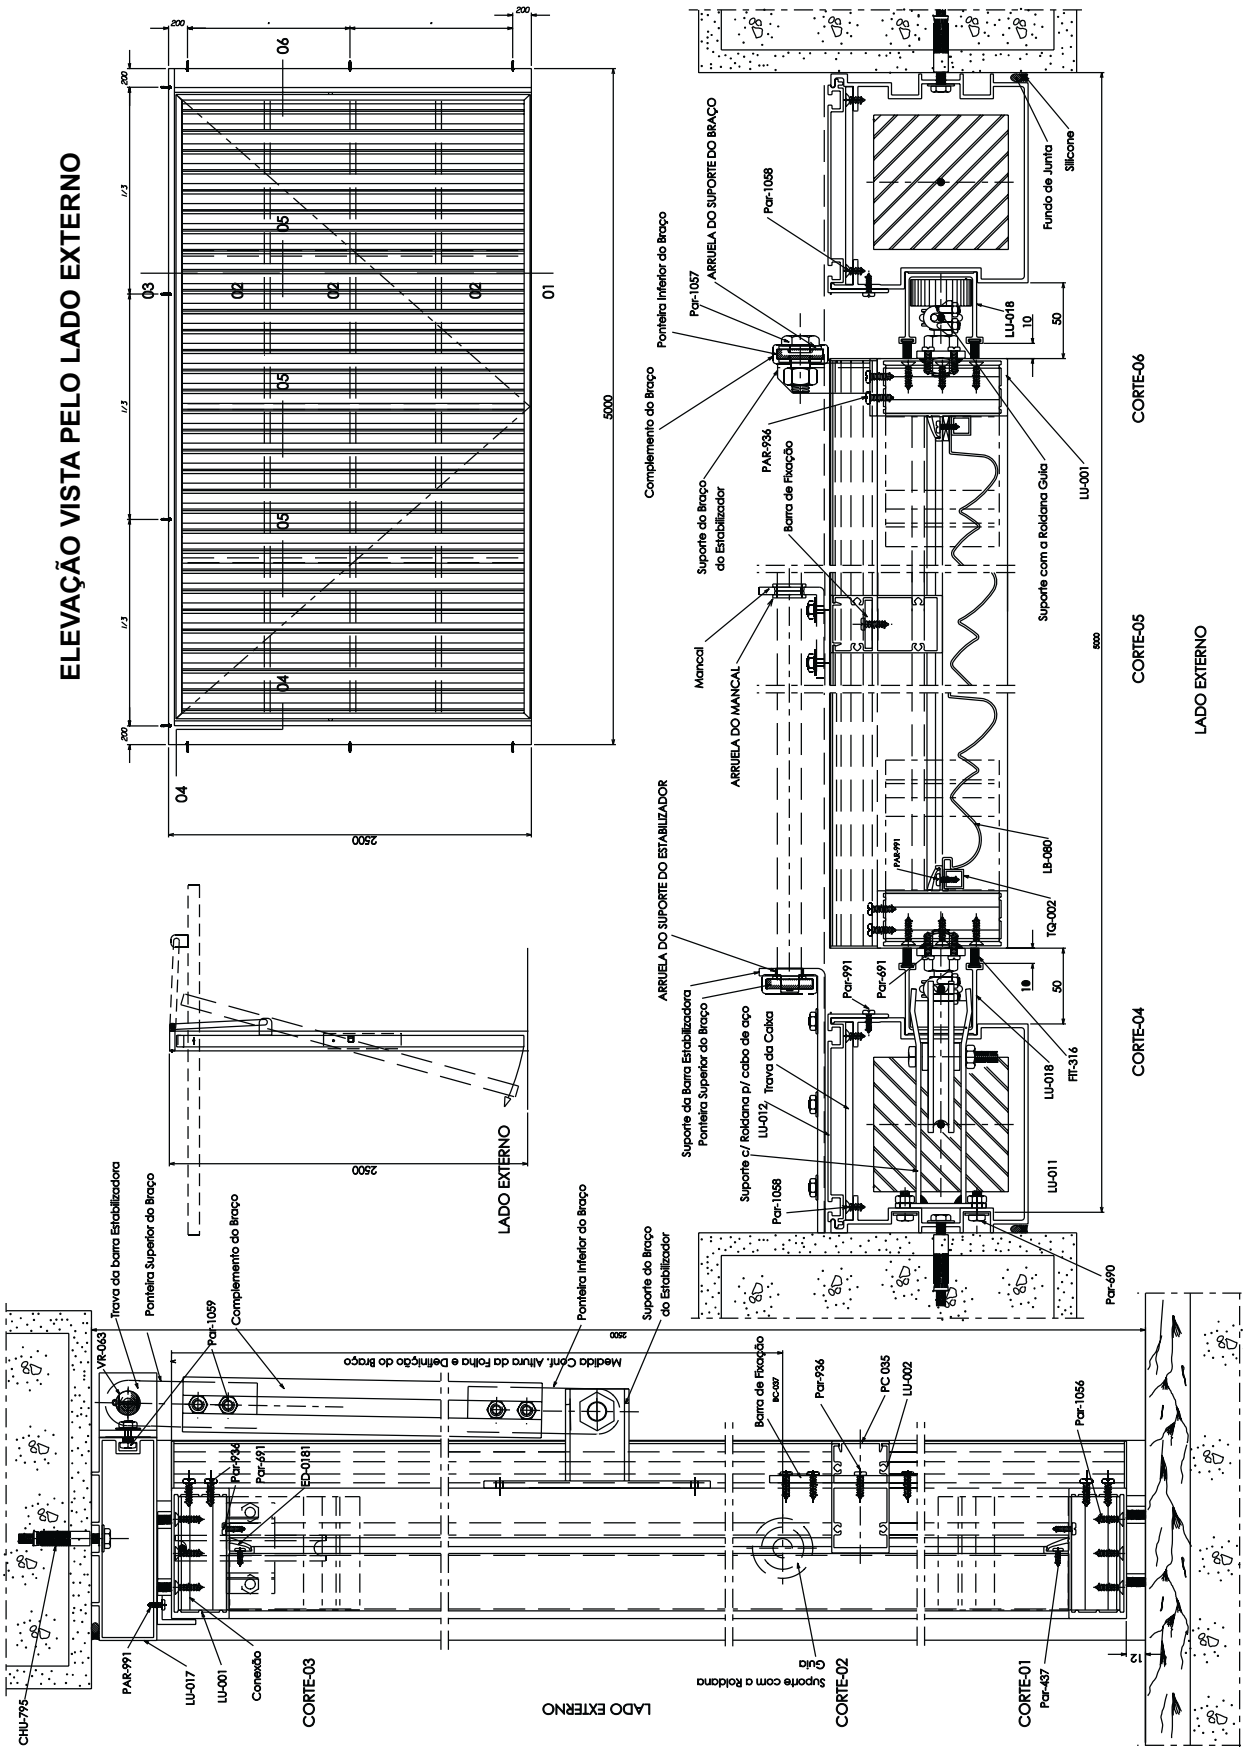 ELEVAÇÃO VISTA PELO LADO EXTERNO
200
1/3
1/3
1/3
200
04
04
05
05
05
06
03
02
02
02
01
200
200
2500
5000
2500
LADO EXTERNO
CHU-795
PAR-991
LU-017
LU-001
Conexão
CORTE-03
VR-063
Trava da barra Estabilizadora
Ponteira Superior do Braço
Par-1059
Complemento do Braço
Par-936
Par-691
ED-0181
Medida Conf. Altura da Folha e Definição do Braço
2500
Ponteira Inferior do Braço
Suporte do Braço
do Estabilizador
Barra de Fixação
BC-037
Par-936
PC 035
LU-002
Par-1056
Suporte com a Roldana
Guia
CORTE-02
LADO EXTERNO
CORTE-01
Par-437
12
ARRUELA DO SUPORTE DO ESTABILIZADOR
Suporte da Barra Estabilizadora
Ponteira Superior do Braço
Suporte c/ Roldana p/ cabo de aço
LU-012
Trava da Caixa
Par-1058
Par-991
Par-691
LU-011
LU-018
FIT-316
Par-690
10
50
CORTE-04
PAR-991
TQ-002
LB-080
Mancal
ARRUELA DO MANCAL
Barra de Fixação
PAR-936
Suporte do Braço
do Estabilizador
Complemento do Braço
Ponteira Inferior do Braço
Par-1057
ARRUELA DO SUPORTE DO BRAÇO
Par-1058
LU-018
10
50
Fundo de Junta
Silicone
Suporte com a Roldana Guia
LU-001
5000
CORTE-05
CORTE-06
LADO EXTERNO